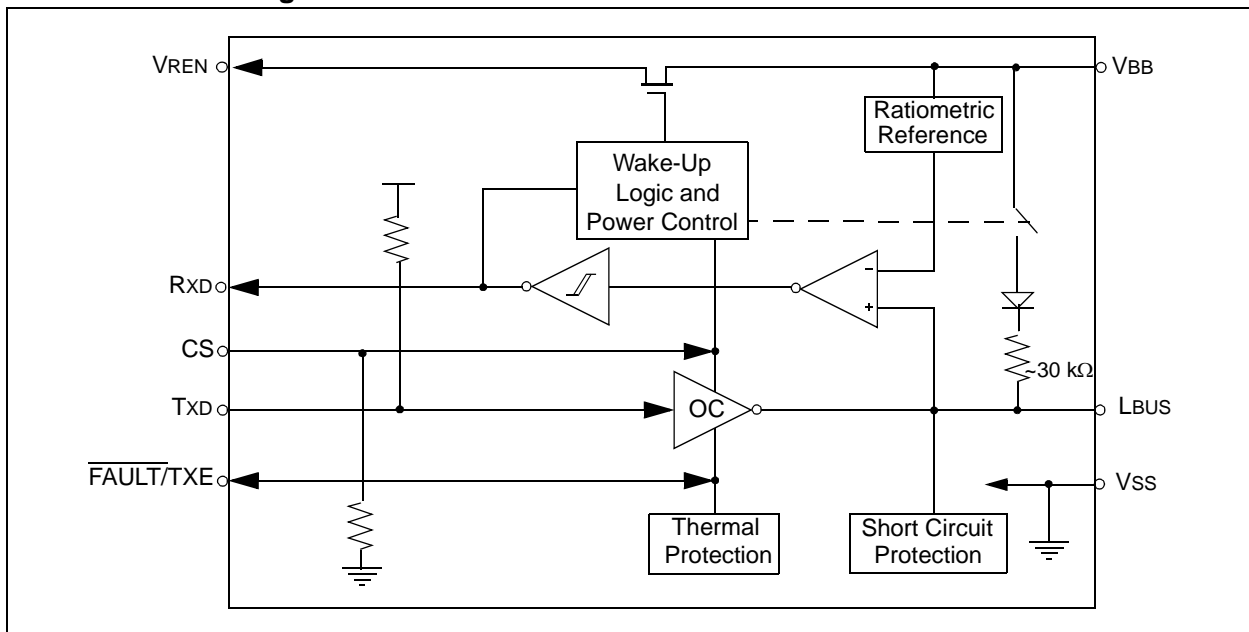 VREN
VBB
Ratiometric
Reference
Wake-Up
Logic and
Power Control
RXD
-
+
CS
~30 kΩ
TXD
OC
LBUS
FAULT/TXE
VSS
Thermal
Protection
Short Circuit
Protection